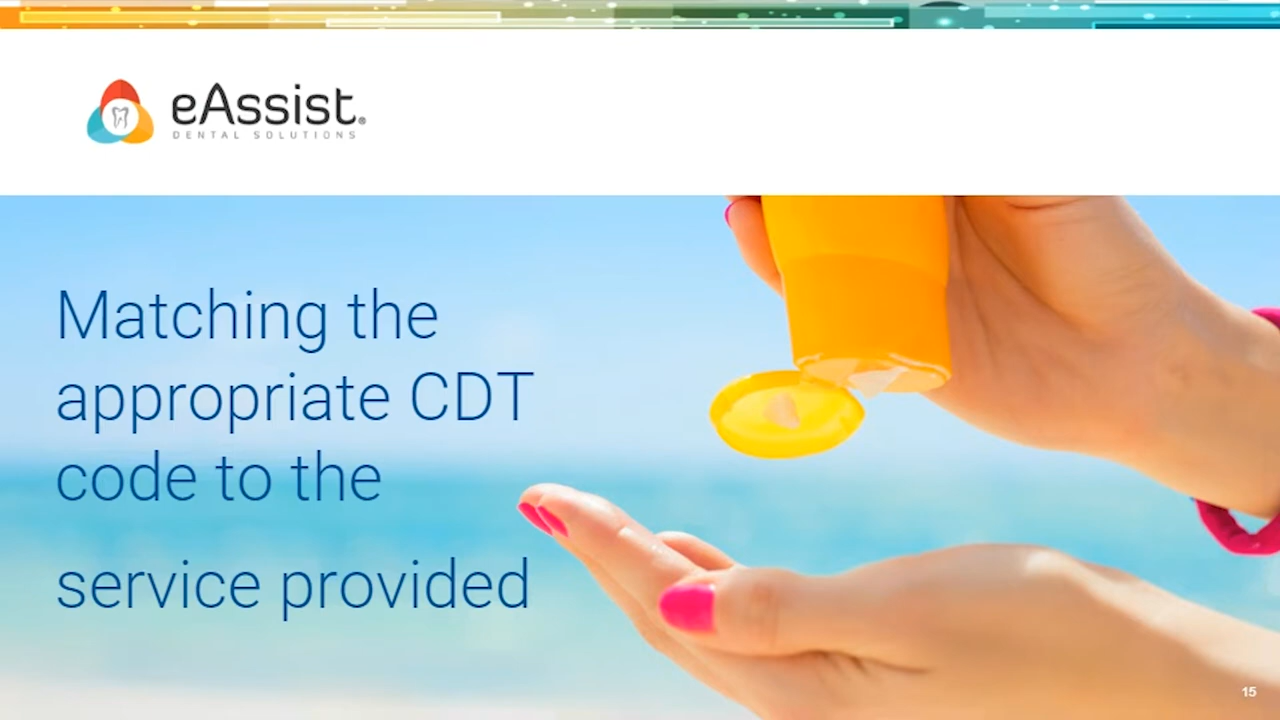 eAssist®
DENTAL SOLUTIONS
Matching the
appropriate CDT
code to the
service provided
15